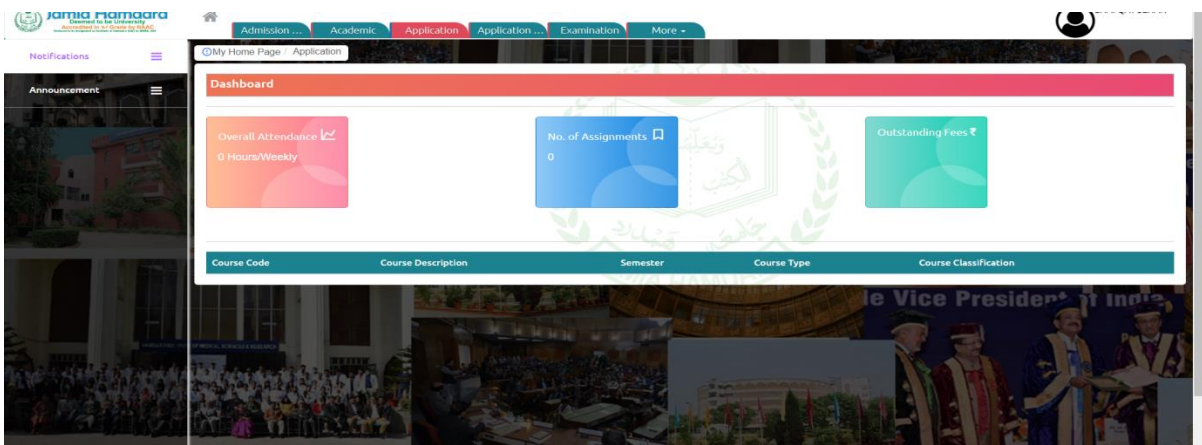 Jamia Hamdard
Deemed to be University
Accredited in 'A' Grade by NAAC
Admission ...
Academic
Application
Application ...
Examination
More
Notifications
My Home Page / Application
Announcement
Dashboard
Overall Attendance
0 Hours/Weekly
No. of Assignments
0
Outstanding Fees ₹
Course Code
Course Description
Semester
Course Type
Course Classification
le Vice President of India